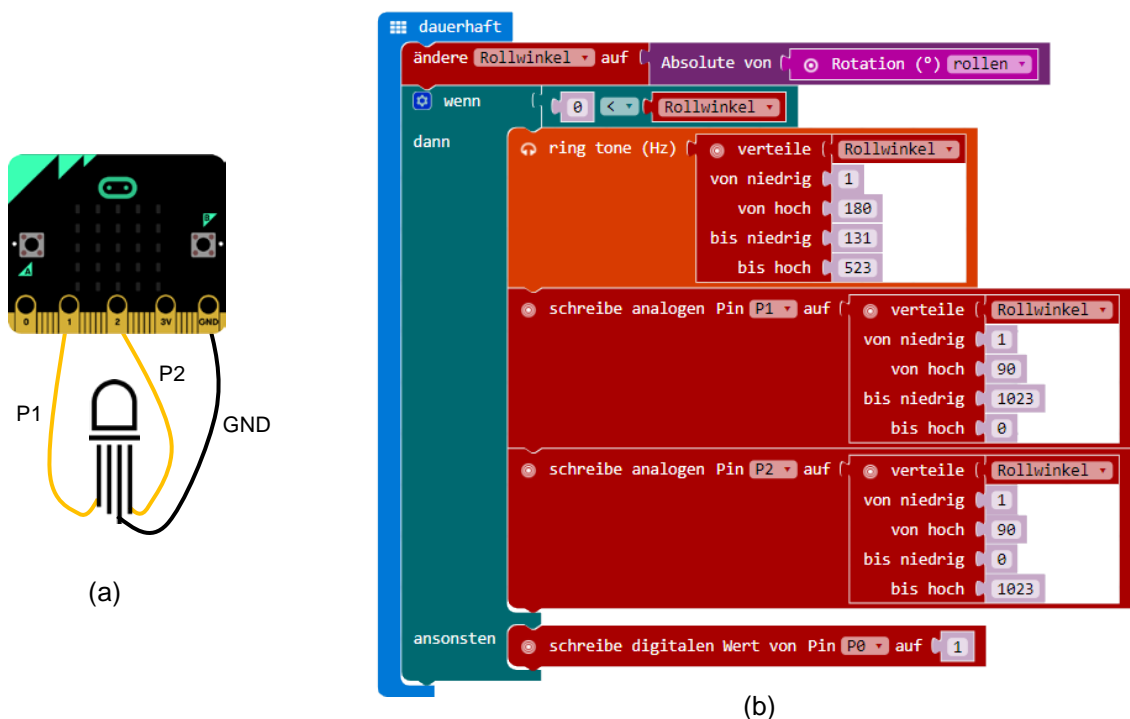 dauerhaft
ändere Rollwinkel auf Absolute von Rotation (°) rollen
wenn 0 < Rollwinkel
dann ring tone (Hz) verteile Rollwinkel
von niedrig 1
von hoch 180
bis niedrig 131
bis hoch 523
schreibe analogen Pin P1 auf verteile Rollwinkel
von niedrig 1
von hoch 90
bis niedrig 1023
bis hoch 0
schreibe analogen Pin P2 auf verteile Rollwinkel
von niedrig 1
von hoch 90
bis niedrig 0
bis hoch 1023
ansonsten schreibe digitalen Wert von Pin P0 auf 1
(b)
B
A
0 1 2 3V GND
P1
P2
GND
(a)